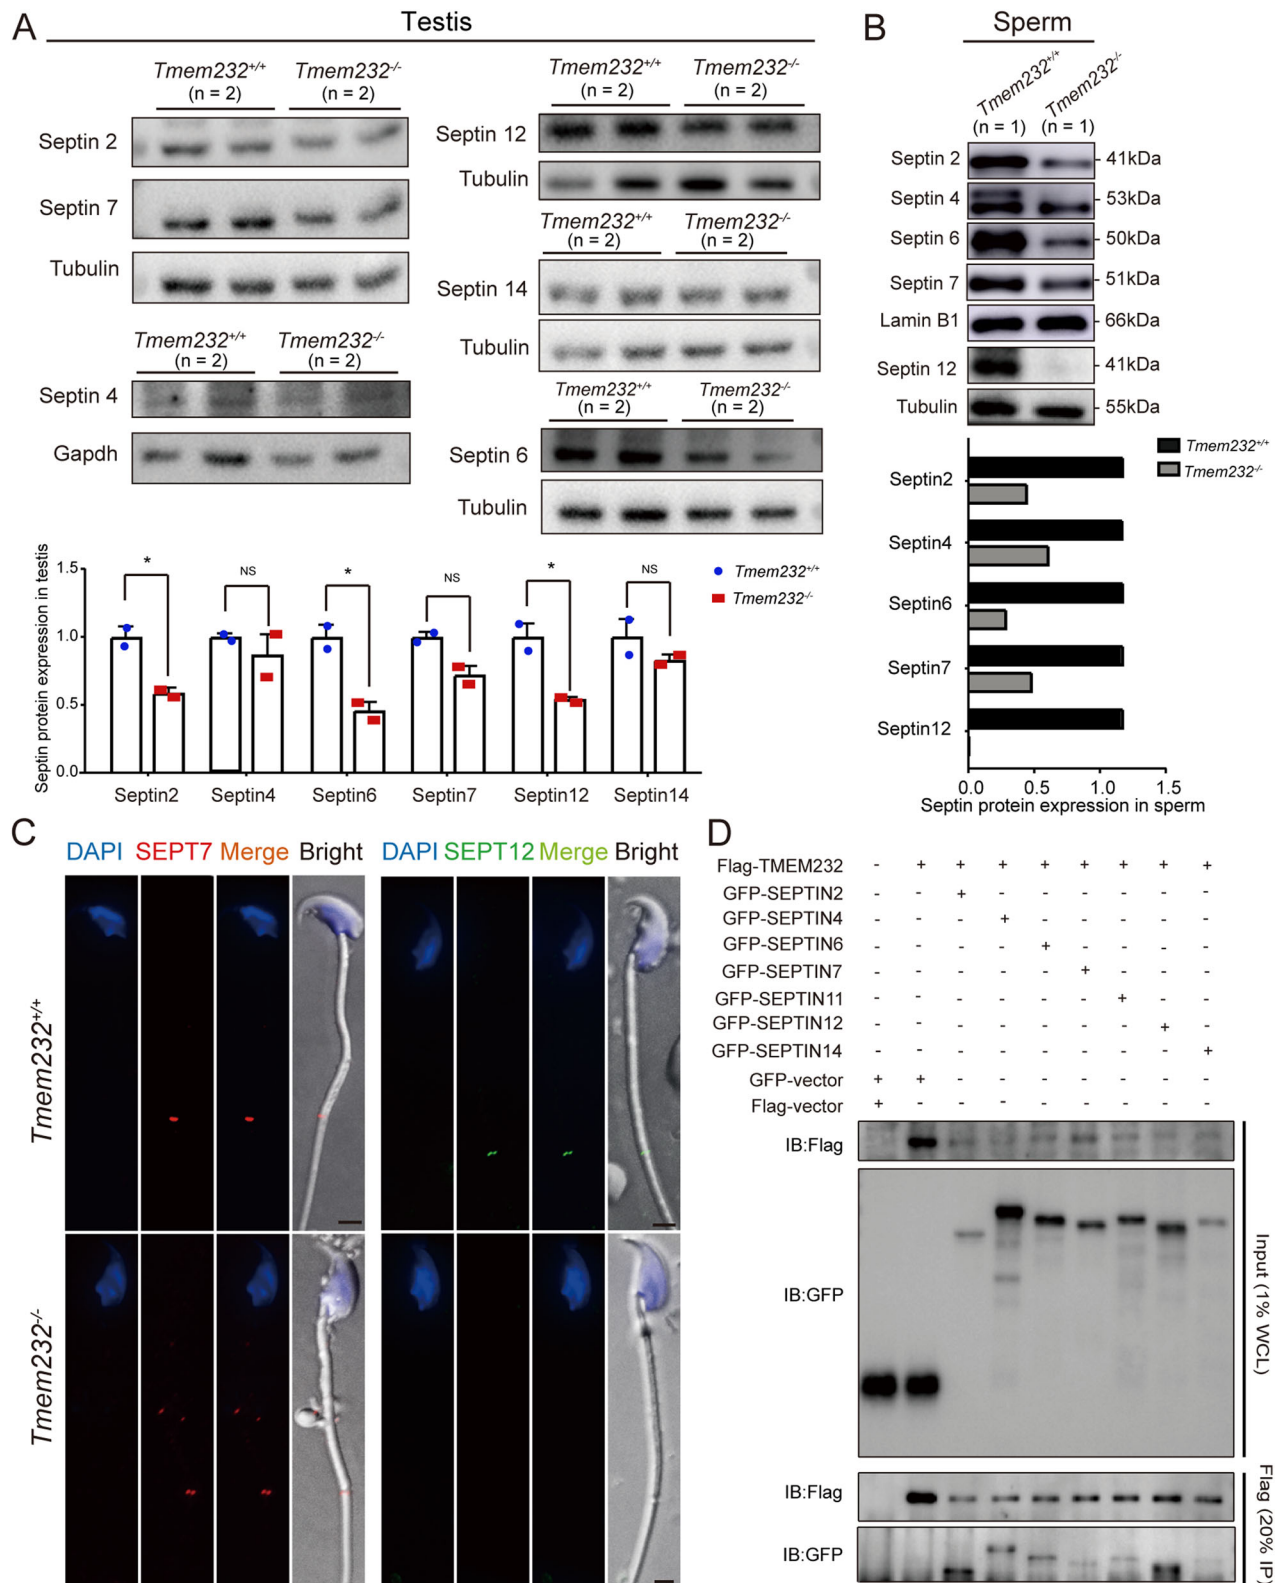 A
Testis
Tmem232+/+ Tmem232-/-
(n = 2) (n = 2)
Septin 2
Septin 7
Tubulin
Tmem232+/+ Tmem232-/-
(n = 2) (n = 2)
Septin 4
Gapdh
Tmem232+/+ Tmem232-/-
(n = 2) (n = 2)
Septin 12
Tubulin
Tmem232+/+ Tmem232-/-
(n = 2) (n = 2)
Septin 14
Tubulin
Tmem232+/+ Tmem232-/-
(n = 2) (n = 2)
Septin 6
Tubulin
Septin protein expression in testis
1.5
1.0
0.5
0.0
* NS * NS * NS
Tmem232+/+
Tmem232-/-
Septin2 Septin4 Septin6 Septin7 Septin12 Septin14
B
Sperm
Tmem232+/+ Tmem232-/-
(n = 1) (n = 1)
Septin 2 41kDa
Septin 4 53kDa
Septin 6 50kDa
Septin 7 51kDa
Lamin B1 66kDa
Septin 12 41kDa
Tubulin 55kDa
Tmem232+/+
Tmem232-/-
Septin2
Septin4
Septin6
Septin7
Septin12
0.0 0.5 1.0 1.5
Septin protein expression in sperm
C
DAPI SEPT7 Merge Bright DAPI SEPT12 Merge Bright
Tmem232+/+
Tmem232-/-
D
Flag-TMEM232 - + + + + + + + +
GFP-SEPTIN2 - - + - - - - - -
GFP-SEPTIN4 - - - + - - - - -
GFP-SEPTIN6 - - - - + - - - -
GFP-SEPTIN7 - - - - - + - - -
GFP-SEPTIN11 - - - - - - + - -
GFP-SEPTIN12 - - - - - - - + -
GFP-SEPTIN14 - - - - - - - - +
GFP-vector + + - - - - - - -
Flag-vector + - - - - - - - -
IB:Flag
IB:GFP
Input (1% WCL)
IB:Flag
IB:GFP
Flag (20% IP)